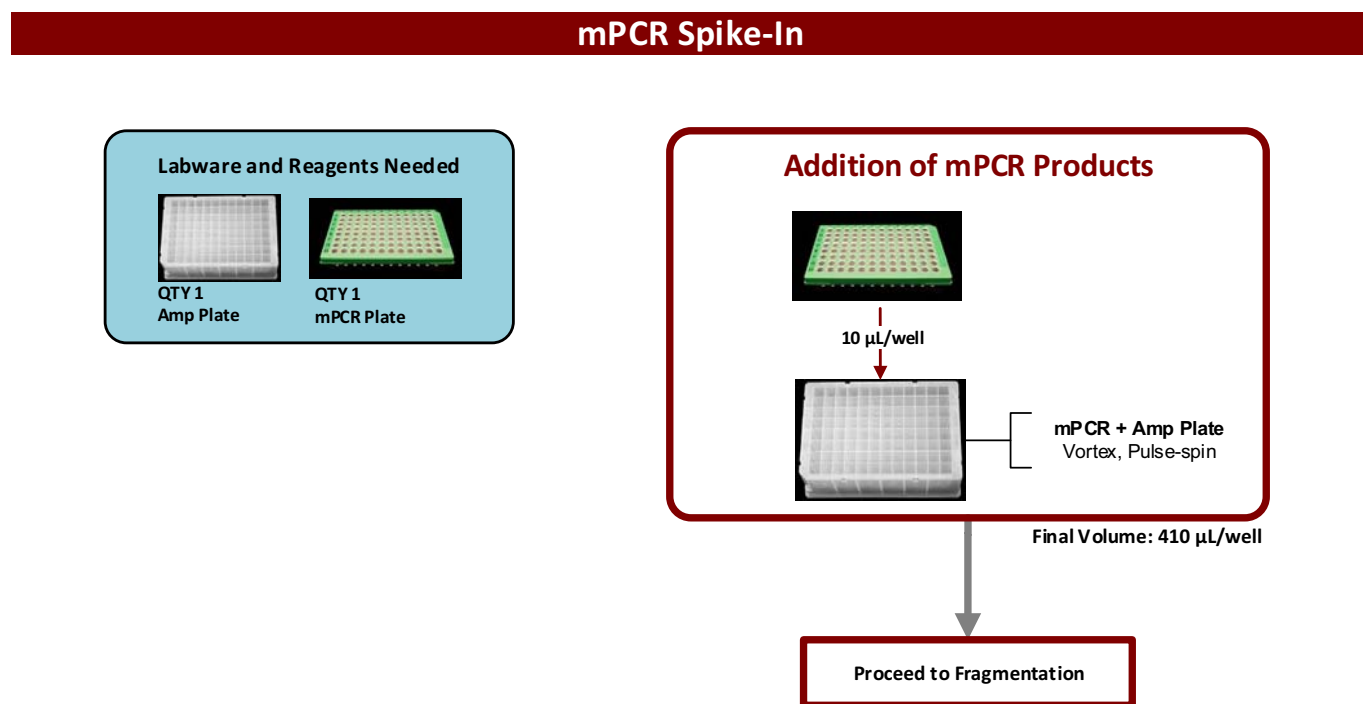 mPCR Spike-In
Labware and Reagents Needed
QTY 1
Amp Plate
QTY 1
mPCR Plate
Addition of mPCR Products
10 µL/well
mPCR + Amp Plate
Vortex, Pulse-spin
Final Volume: 410 µL/well
Proceed to Fragmentation